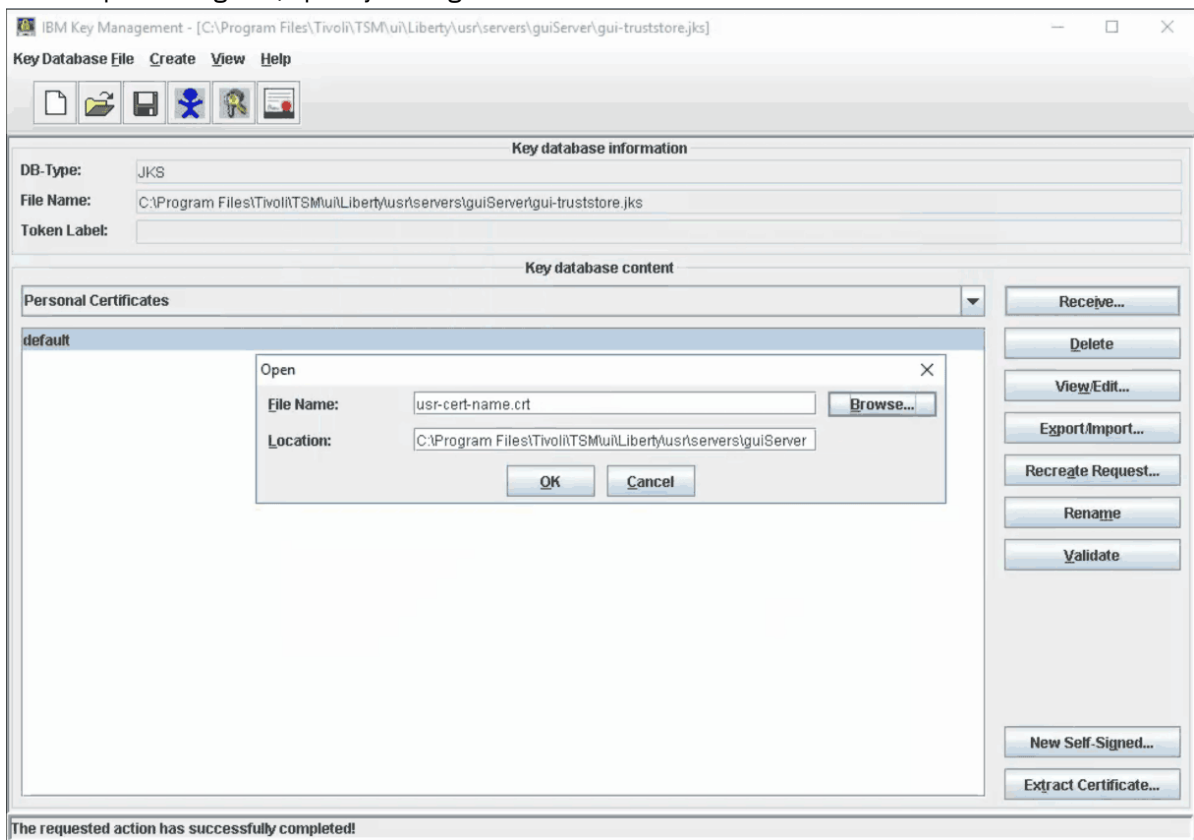 IBM Key Management - [C:\Program Files\Tivoli\TSM\ui\Liberty\usr\servers\guiServer\gui-truststore.jks]
Key Database File Create View Help
Key database information
DB-Type: JKS
File Name: C:\Program Files\Tivoli\TSM\ui\Liberty\usr\servers\guiServer\gui-truststore.jks
Token Label:
Key database content
Personal Certificates
Receive...
default
Delete
Open
View/Edit...
File Name: usr-cert-name.crt Browse...
Location: C:\Program Files\Tivoli\TSM\ui\Liberty\usr\servers\guiServer
Export/Import...
OK Cancel
Recreate Request...
Rename
Validate
New Self-Signed...
Extract Certificate...
The requested action has successfully completed!